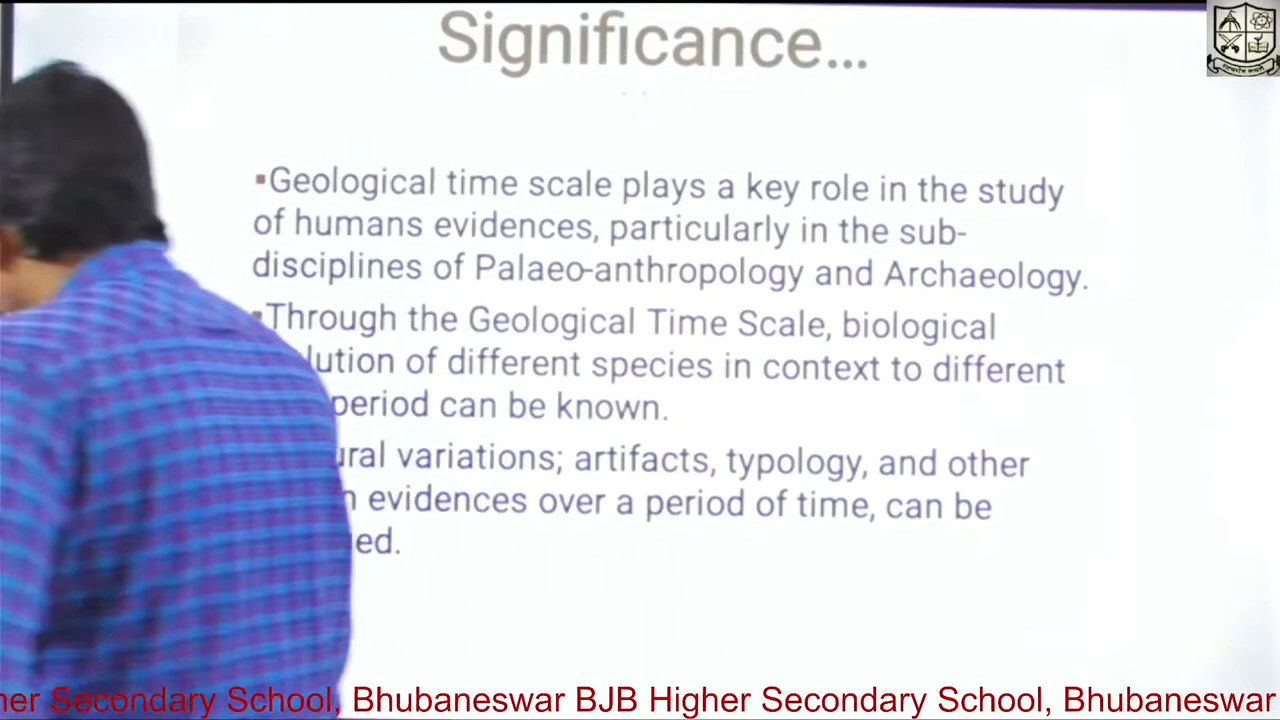 Significance...
▪Geological time scale plays a key role in the study
of humans evidences, particularly in the sub-
disciplines of Palaeo-anthropology and Archaeology.
▪Through the Geological Time Scale, biological
lution of different species in context to different
period can be known.
ural variations; artifacts, typology, and other
evidences over a period of time, can be
ied.
her Secondary School, Bhubaneswar BJB Higher Secondary School, Bhubaneswar